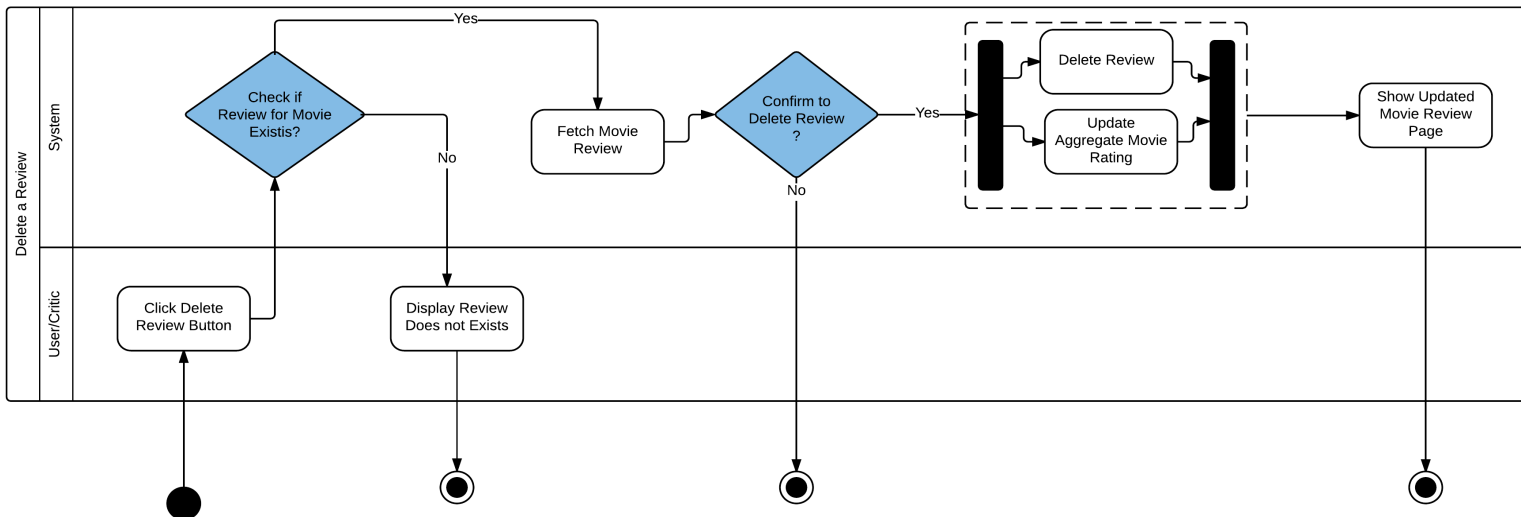 Delete a Review
System
User/Critic
Yes
Check if
Review for Movie
Existis?
No
Fetch Movie
Review
Confirm to
Delete Review
?
Yes
No
Delete Review
Update
Aggregate Movie
Rating
Show Updated
Movie Review
Page
Click Delete
Review Button
Display Review
Does not Exists